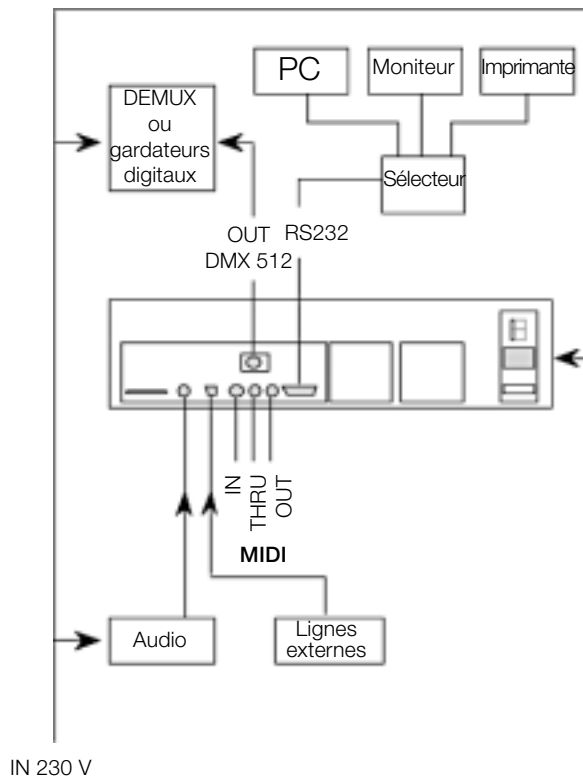 PC
Moniteur
Imprimante
DEMUX
ou
gardateurs
digitaux
Sélecteur
OUT
DMX 512
RS232
IN
THRU
OUT
MIDI
Audio
Lignes
externes
IN 230 V